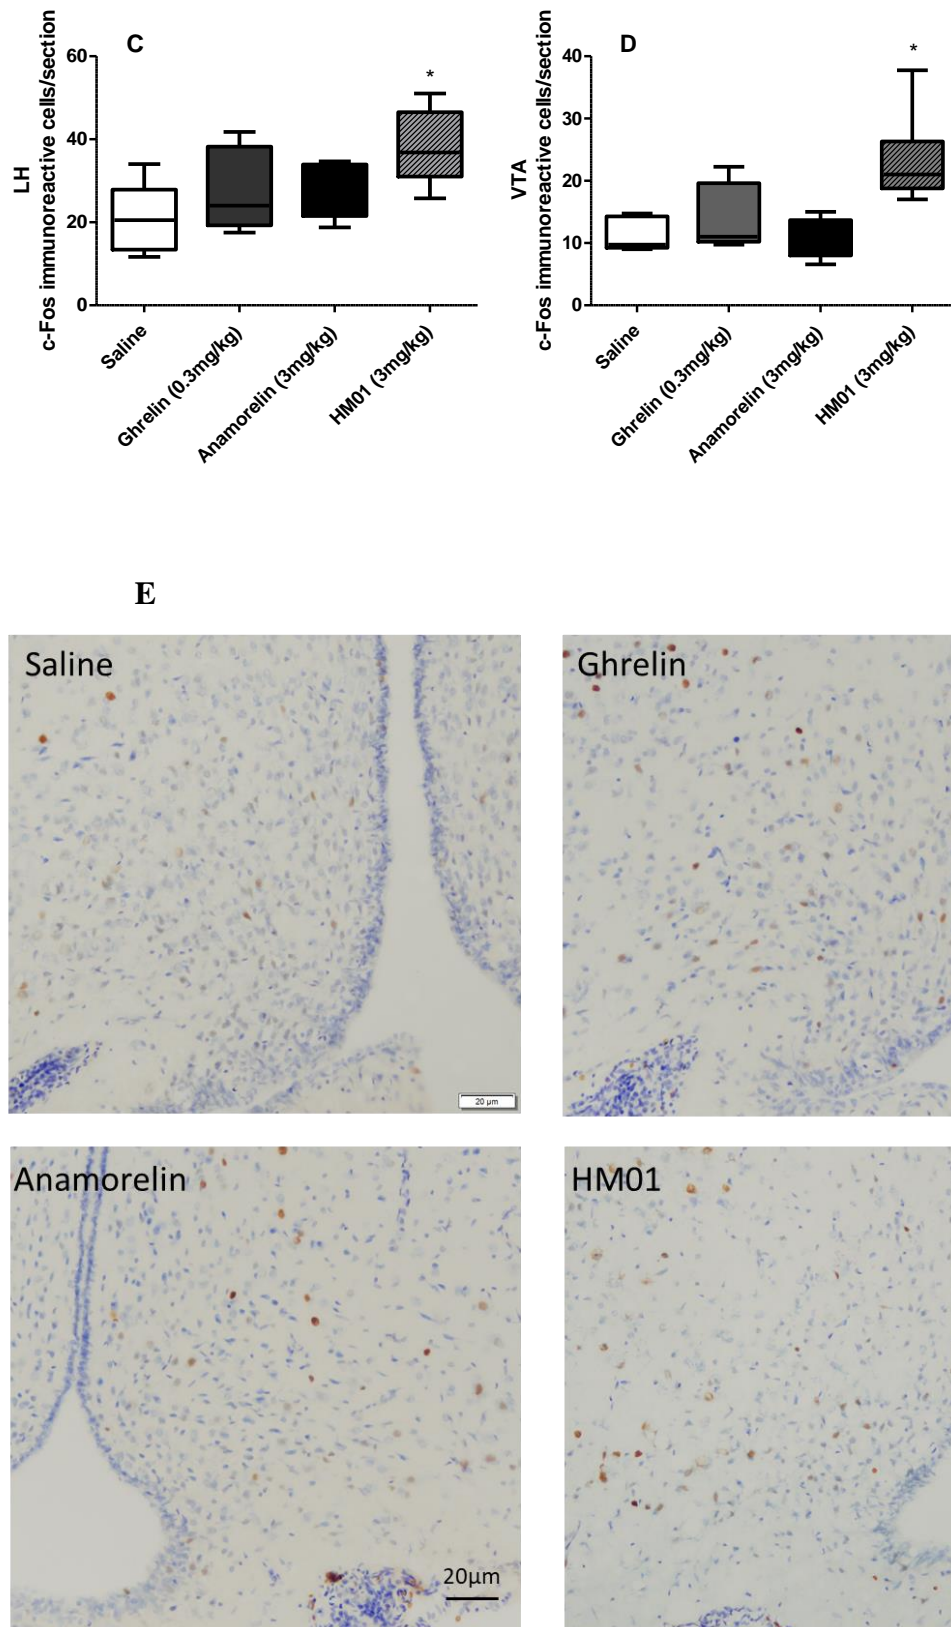 C
60
40
20
0
LH
c-Fos immunoreactive cells/section
*
Saline
Ghrelin (0.3mg/kg)
Anamorelin (3mg/kg)
HM01 (3mg/kg)
D
40
30
20
10
0
VTA
c-Fos immunoreactive cells/section
*
Saline
Ghrelin (0.3mg/kg)
Anamorelin (3mg/kg)
HM01 (3mg/kg)
E
Saline
20 µm
Ghrelin
Anamorelin
20µm
HM01